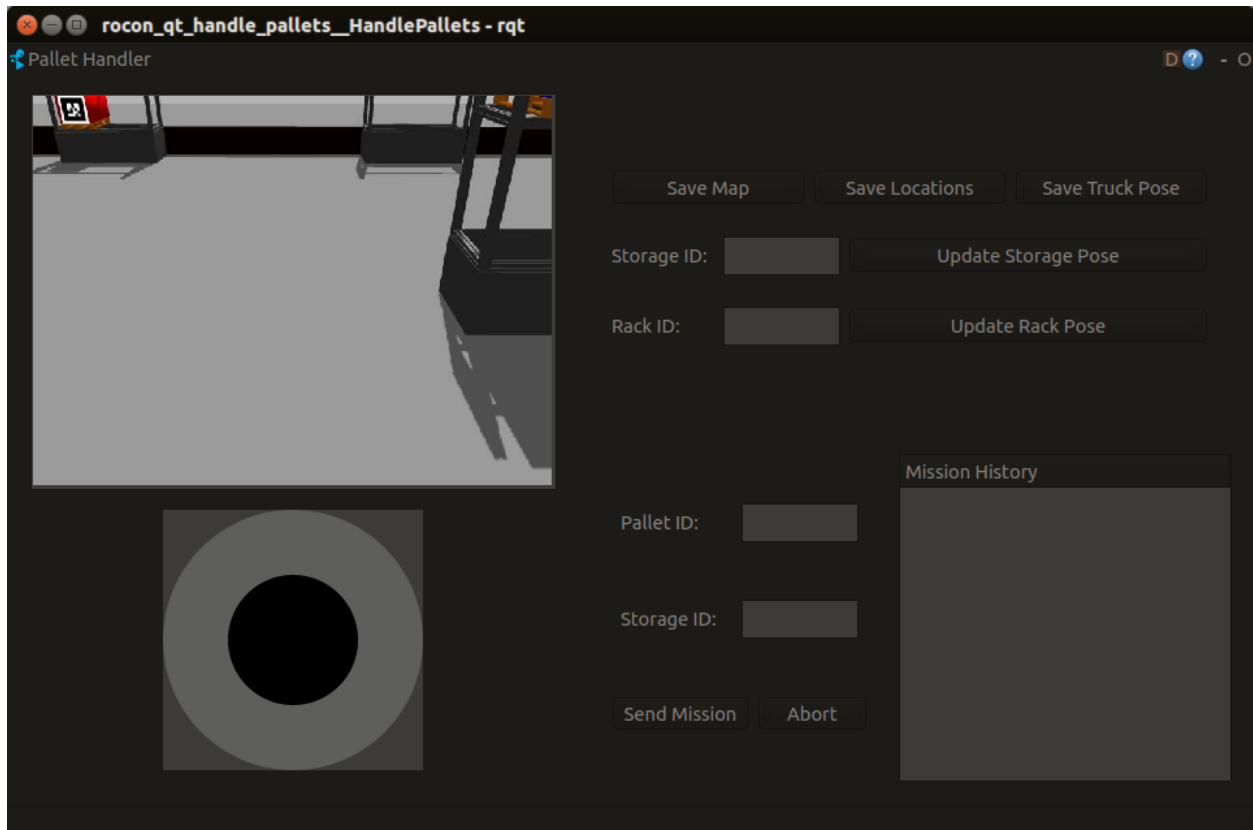 rocon_qt_handle_pallets__HandlePallets - rqt
Pallet Handler
D ? - O
Save Map Save Locations Save Truck Pose
Storage ID: Update Storage Pose
Rack ID: Update Rack Pose
Mission History
Pallet ID:
Storage ID:
Send Mission Abort